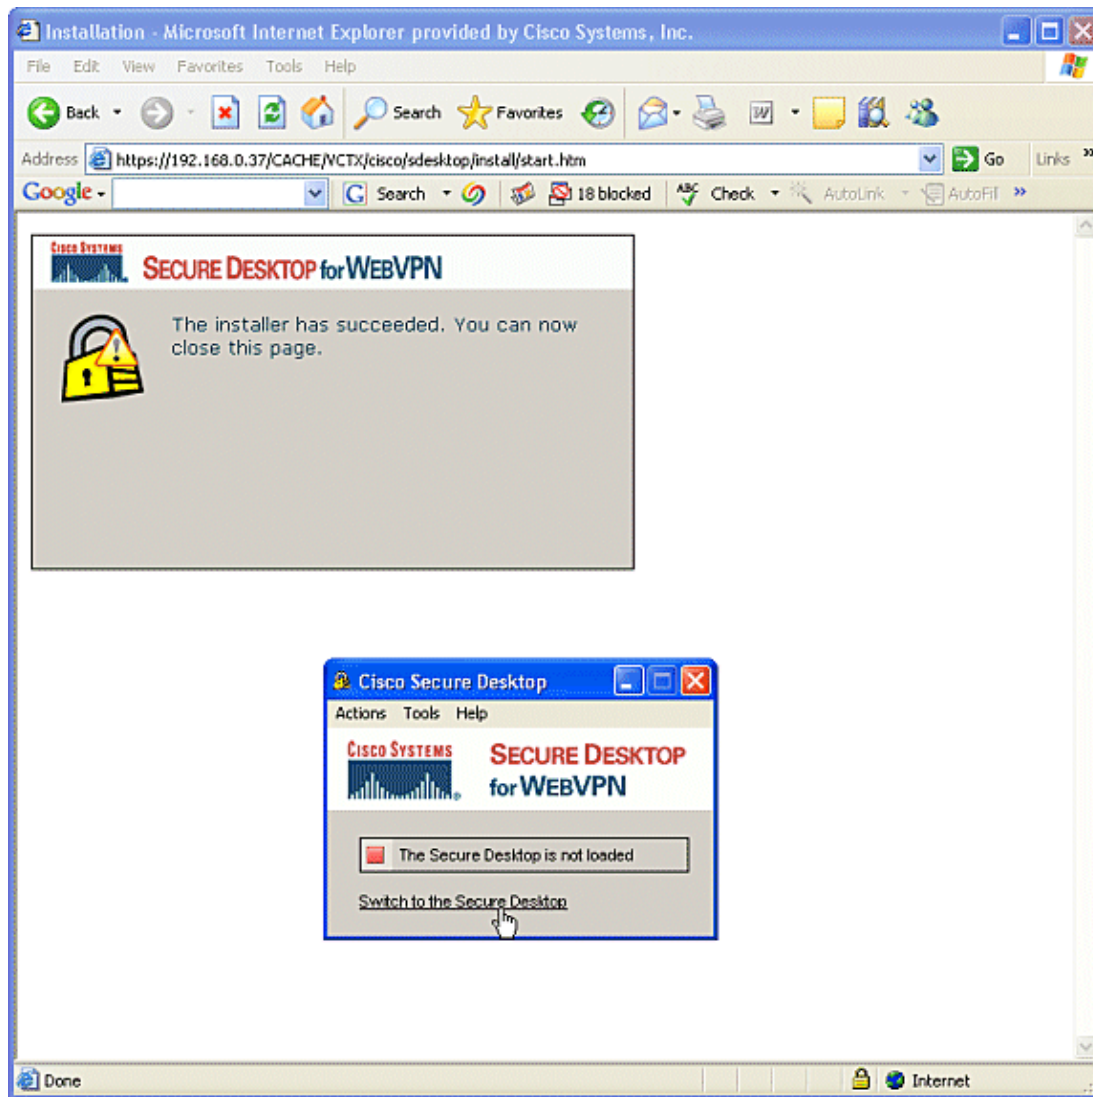 Installation - Microsoft Internet Explorer provided by Cisco Systems, Inc.
File Edit View Favorites Tools Help
Back Search Favorites
Address https://192.168.0.37/CACHE/VCTX/cisco/sdesktop/install/start.htm Go Links »
Google G Search 18 blocked ABC Check AutoLink AutoFill »
CISCO SYSTEMS
SECURE DESKTOP for WEBVPN
The installer has succeeded. You can now
close this page.
Cisco Secure Desktop
Actions Tools Help
CISCO SYSTEMS
SECURE DESKTOP
for WEBVPN
The Secure Desktop is not loaded
Switch to the Secure Desktop
Done Internet